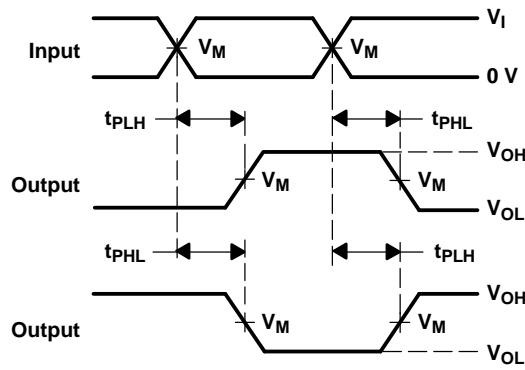 V_I
Input V_M V_M
0 V
t_PLH t_PHL
V_OH
Output V_M V_M
V_OL
t_PHL t_PLH
V_OH
Output V_M V_M
V_OL